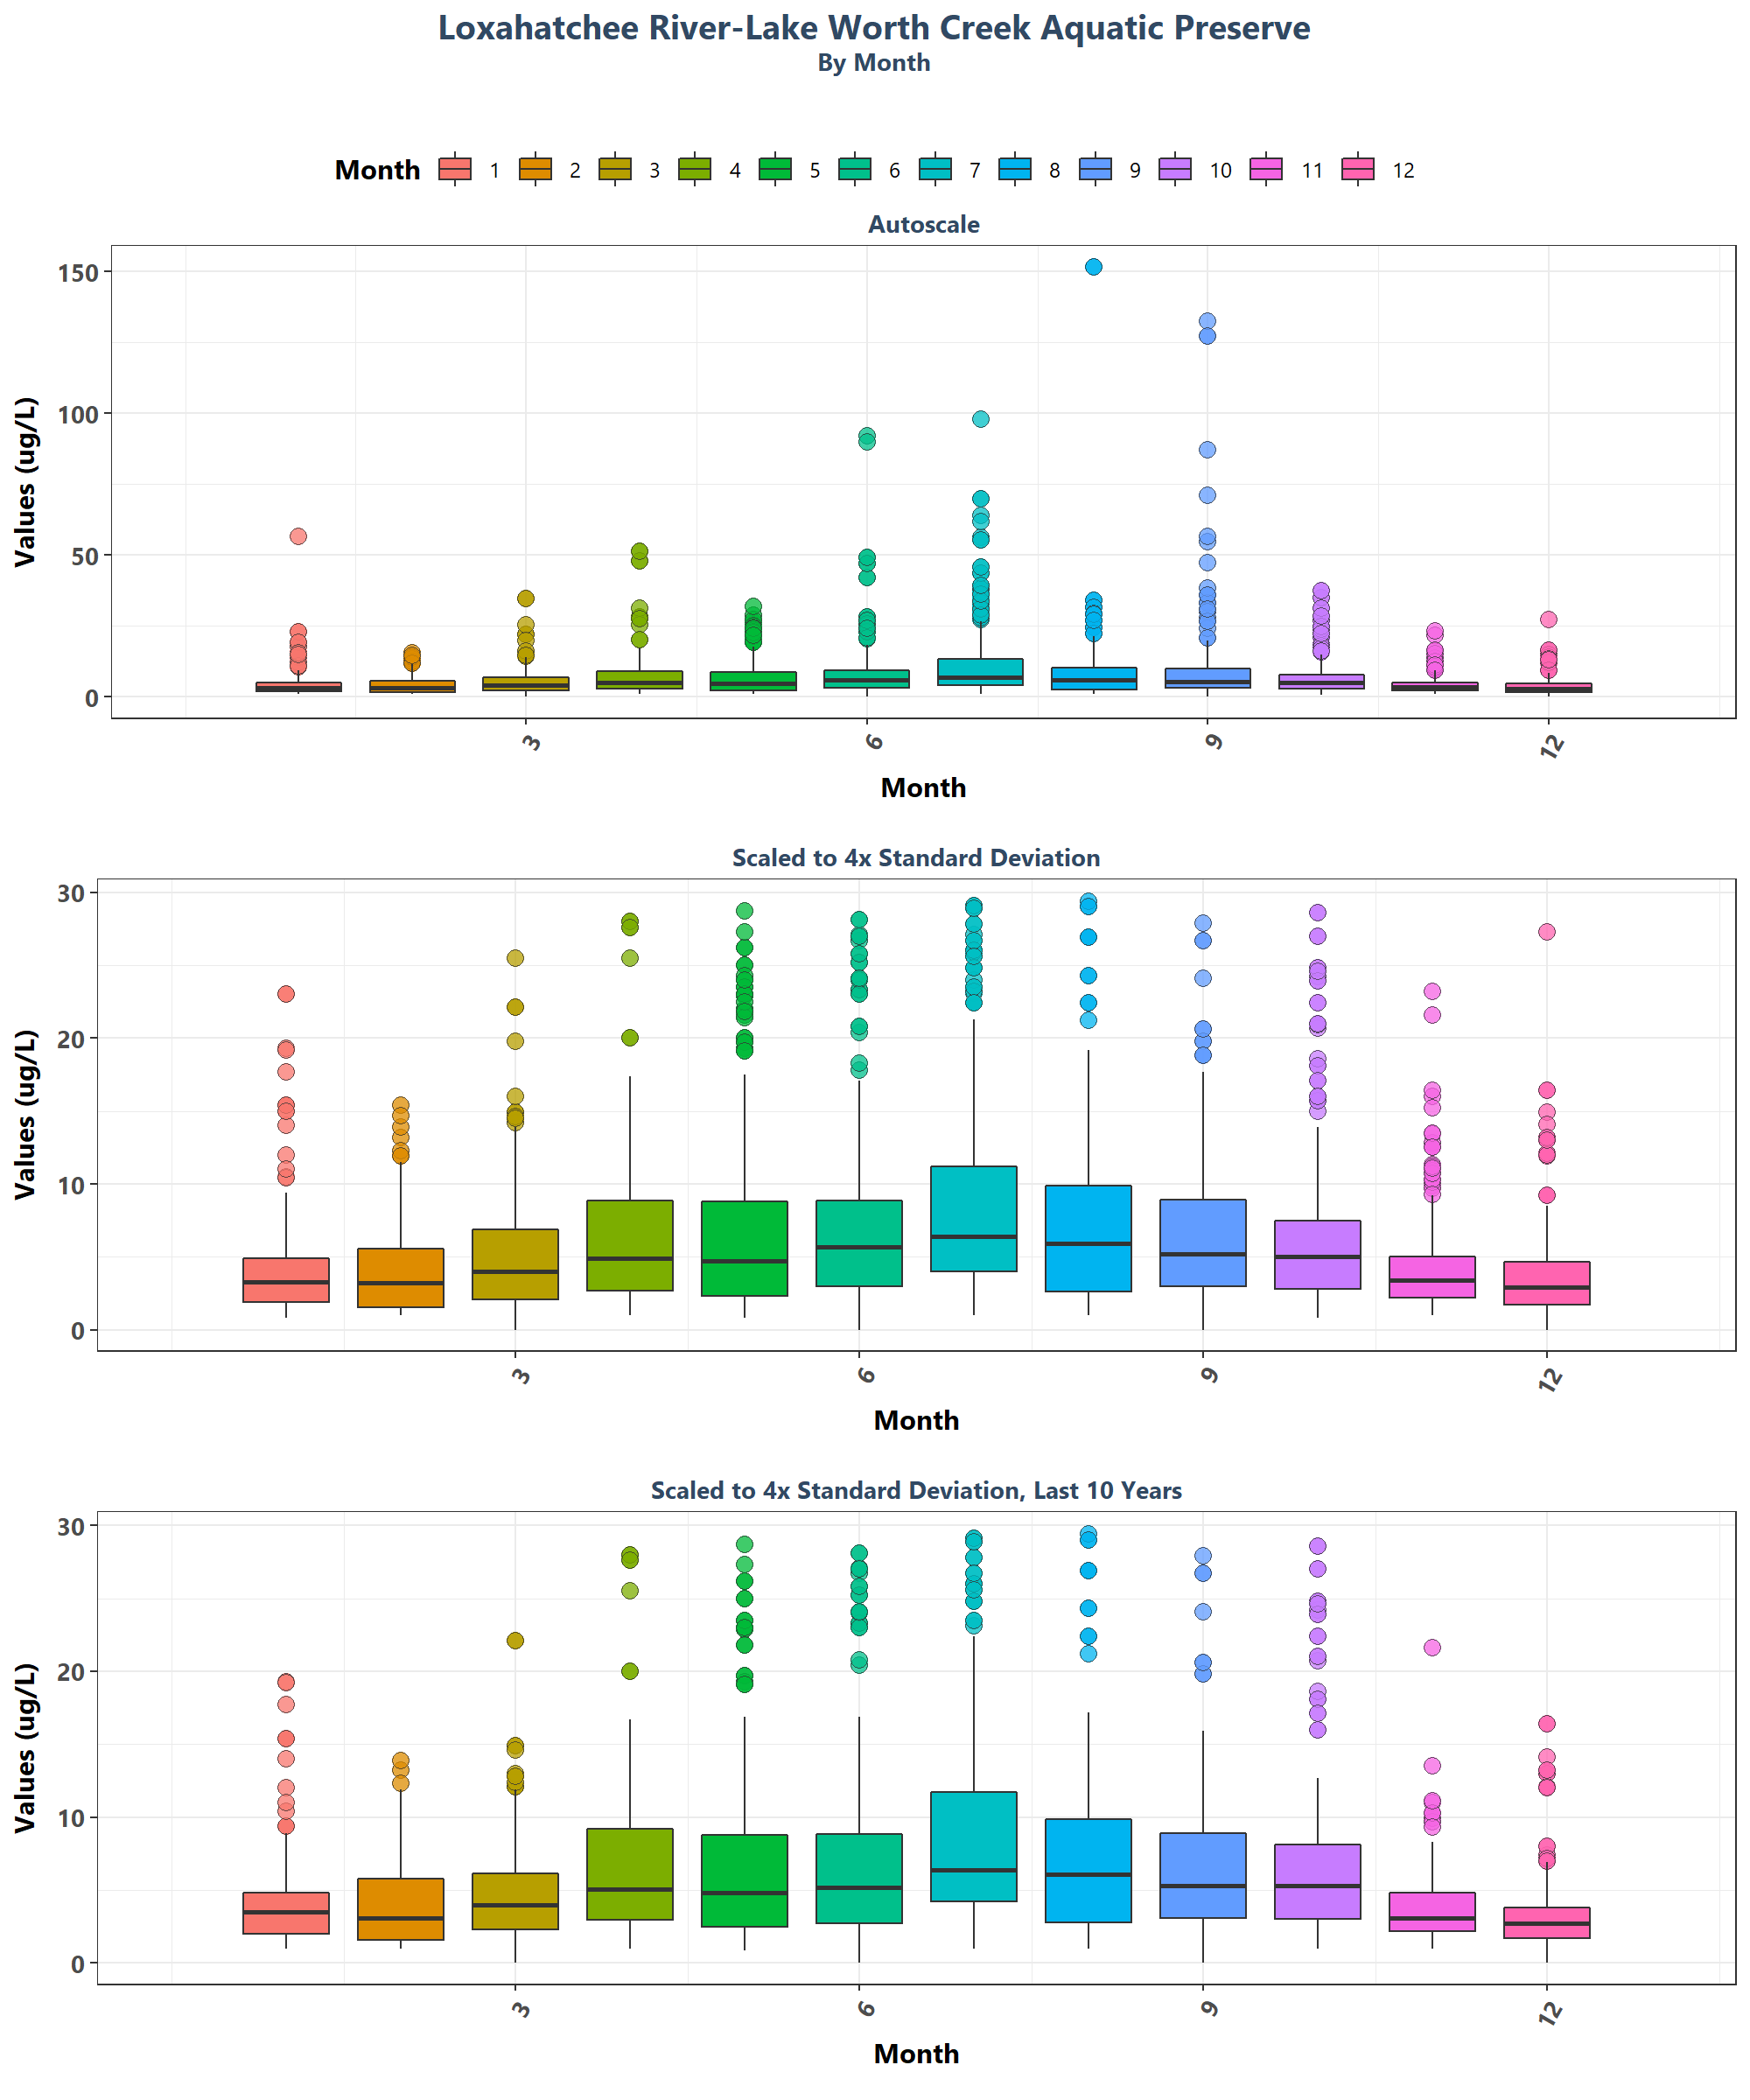 Loxahatchee River-Lake Worth Creek Aquatic Preserve
By Month
Month 1 2 3 4 5 6 7 8 9 10 11 12
Autoscale
150
100
50
0
Values (ug/L)
3 6 9 12
Month
Scaled to 4x Standard Deviation
30
20
10
0
Values (ug/L)
3 6 9 12
Month
Scaled to 4x Standard Deviation, Last 10 Years
30
20
10
0
Values (ug/L)
3 6 9 12
Month